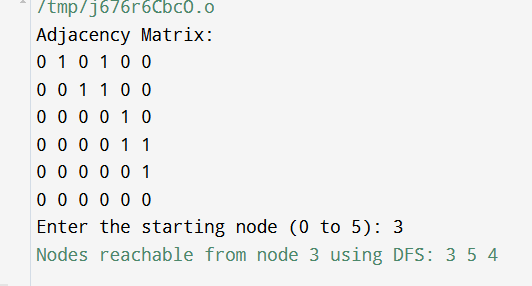 /tmp/j676r6CbcO.o
Adjacency Matrix:
0 1 0 1 0 0
0 0 1 1 0 0
0 0 0 0 1 0
0 0 0 0 1 1
0 0 0 0 0 1
0 0 0 0 0 0
Enter the starting node (0 to 5): 3
Nodes reachable from node 3 using DFS: 3 5 4